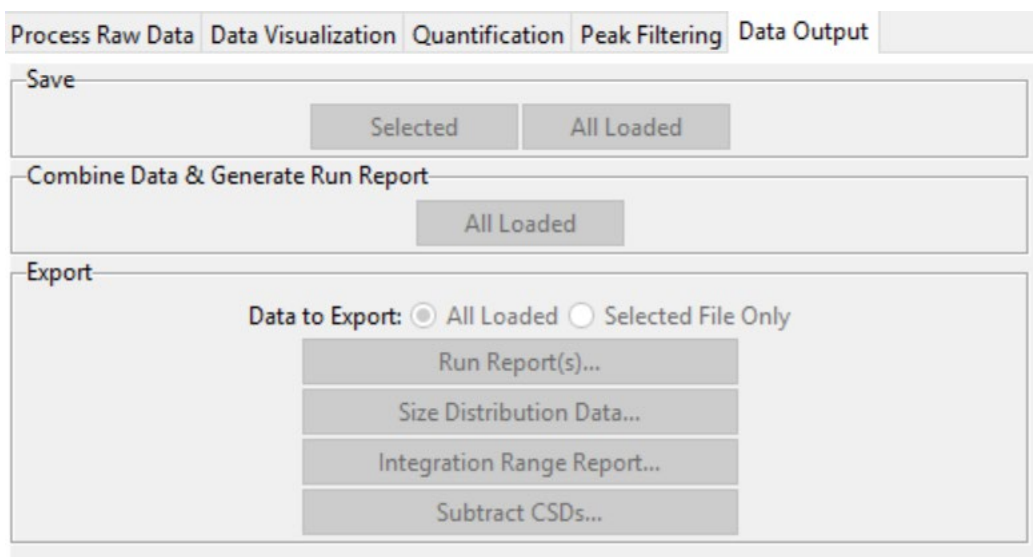 Process Raw Data Data Visualization Quantification Peak Filtering Data Output
Save
Selected All Loaded
Combine Data & Generate Run Report
All Loaded
Export
Data to Export: All Loaded Selected File Only
Run Report(s)...
Size Distribution Data...
Integration Range Report...
Subtract CSDs...